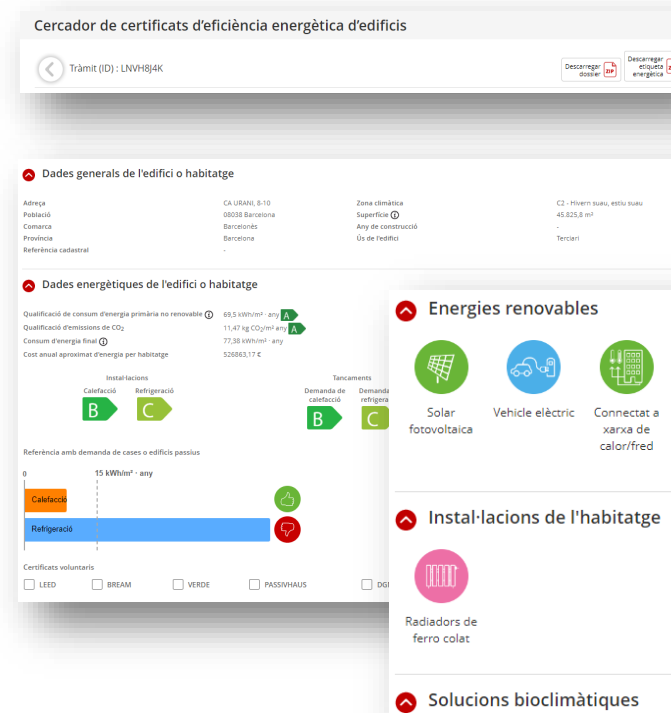 Cercador de certificats d'eficiència energètica d'edificis
Tràmit (ID) : LNVH8J4K
Descarregar dossier ZIP
Descarregar etiqueta energètica
Dades generals de l'edifici o habitatge
Adreça CA URANI, 8-10 Zona climàtica C2 - Hivern suau, estiu suau
Població 08038 Barcelona Superfície 45.825,8 m²
Comarca Barcelonès Any de construcció -
Província Barcelona Ús de l'edifici Terciari
Referència cadastral -
Dades energètiques de l'edifici o habitatge
Qualificació de consum d'energia primària no renovable 69,5 kWh/m² · any A
Qualificació d'emissions de CO₂ 11,47 kg CO₂/m² any A
Consum d'energia final 77,38 kWh/m² · any
Cost anual aproximat d'energia per habitatge 526863,17 €
Instal·lacions Tancaments
Calefacció Refrigeració Demanda de calefacció Demanda refrigera
B C B C
Referència amb demanda de cases o edificis passius
0 15 kWh/m² · any
Calefacció
Refrigeració
Certificats voluntaris
LEED BREAM VERDE PASSIVHAUS DG
Energies renovables
Solar fotovoltaica
Vehicle elèctric
Connectat a xarxa de calor/fred
Instal·lacions de l'habitatge
Radiadors de ferro colat
Solucions bioclimàtiques